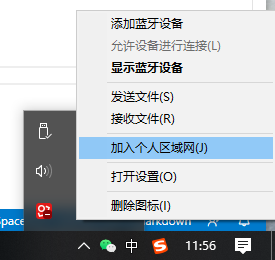 添加蓝牙设备
允许设备进行连接(L)
显示蓝牙设备
发送文件(S)
接收文件(R)
加入个人区域网(J)
打开设置(O)
删除图标(I)
Space
arkdown
中
S
11:56